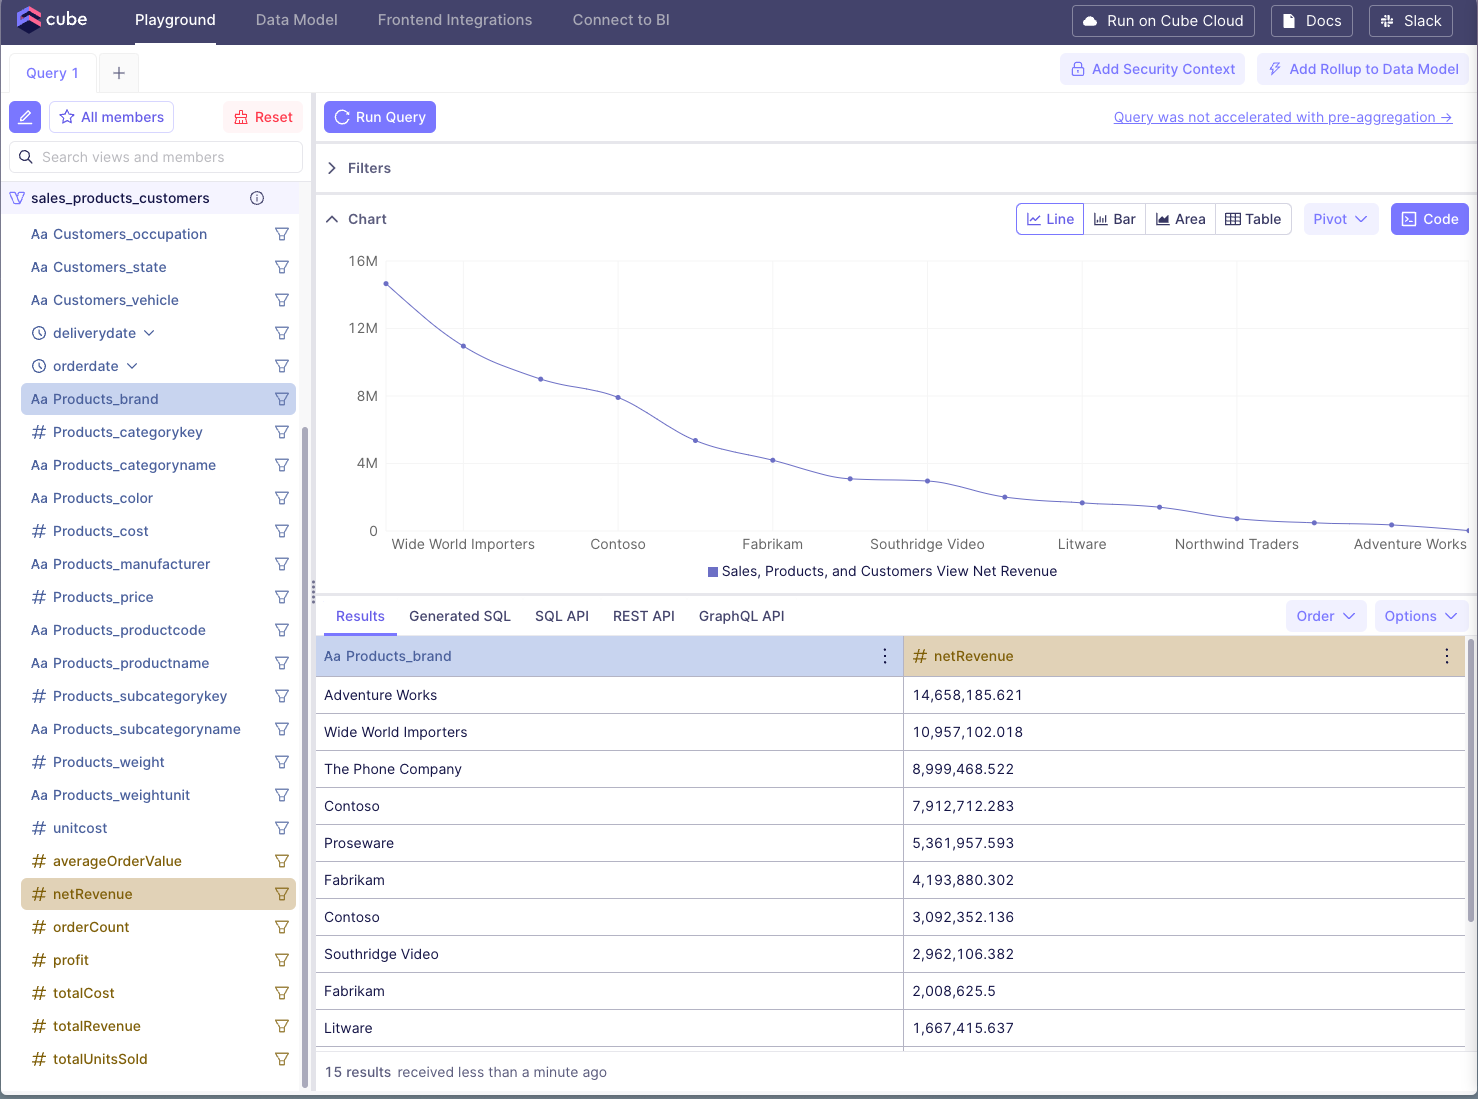 cube Playground Data Model Frontend Integrations Connect to BI Run on Cube Cloud Docs Slack
Query 1 + Add Security Context Add Rollup to Data Model
All members Reset
Run Query Query was not accelerated with pre-aggregation →
Search views and members
sales_products_customers
Aa Customers_occupation
Aa Customers_state
Aa Customers_vehicle
deliverydate
orderdate
Aa Products_brand
# Products_categorykey
Aa Products_categoryname
Aa Products_color
# Products_cost
Aa Products_manufacturer
# Products_price
Aa Products_productcode
Aa Products_productname
# Products_subcategorykey
Aa Products_subcategoryname
# Products_weight
Aa Products_weightunit
# unitcost
# averageOrderValue
# netRevenue
# orderCount
# profit
# totalCost
# totalRevenue
# totalUnitsSold
Filters
Chart Line Bar Area Table Pivot Code
16M
12M
8M
4M
0
Wide World Importers Contoso Fabrikam Southridge Video Litware Northwind Traders Adventure Works
Sales, Products, and Customers View Net Revenue
Results Generated SQL SQL API REST API GraphQL API Order Options
Aa Products_brand # netRevenue
Adventure Works 14,658,185.621
Wide World Importers 10,957,102.018
The Phone Company 8,999,468.522
Contoso 7,912,712.283
Proseware 5,361,957.593
Fabrikam 4,193,880.302
Contoso 3,092,352.136
Southridge Video 2,962,106.382
Fabrikam 2,008,625.5
Litware 1,667,415.637
15 results received less than a minute ago